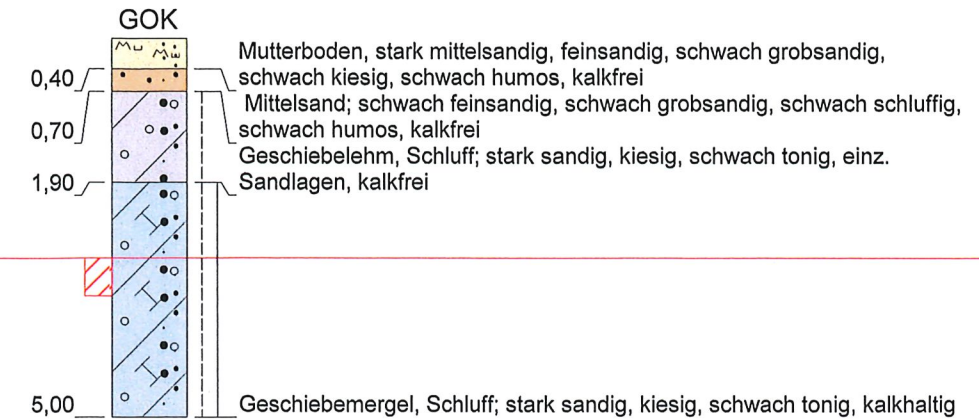 GOK
Mutterboden, stark mittelsandig, feinsandig, schwach grobsandig,
0,40
schwach kiesig, schwach humos, kalkfrei
Mittelsand; schwach feinsandig, schwach grobsandig, schwach schluffig,
0,70
schwach humos, kalkfrei
Geschiebelehm, Schluff; stark sandig, kiesig, schwach tonig, einz.
1,90
Sandlagen, kalkfrei
5,00
Geschiebemergel, Schluff; stark sandig, kiesig, schwach tonig, kalkhaltig